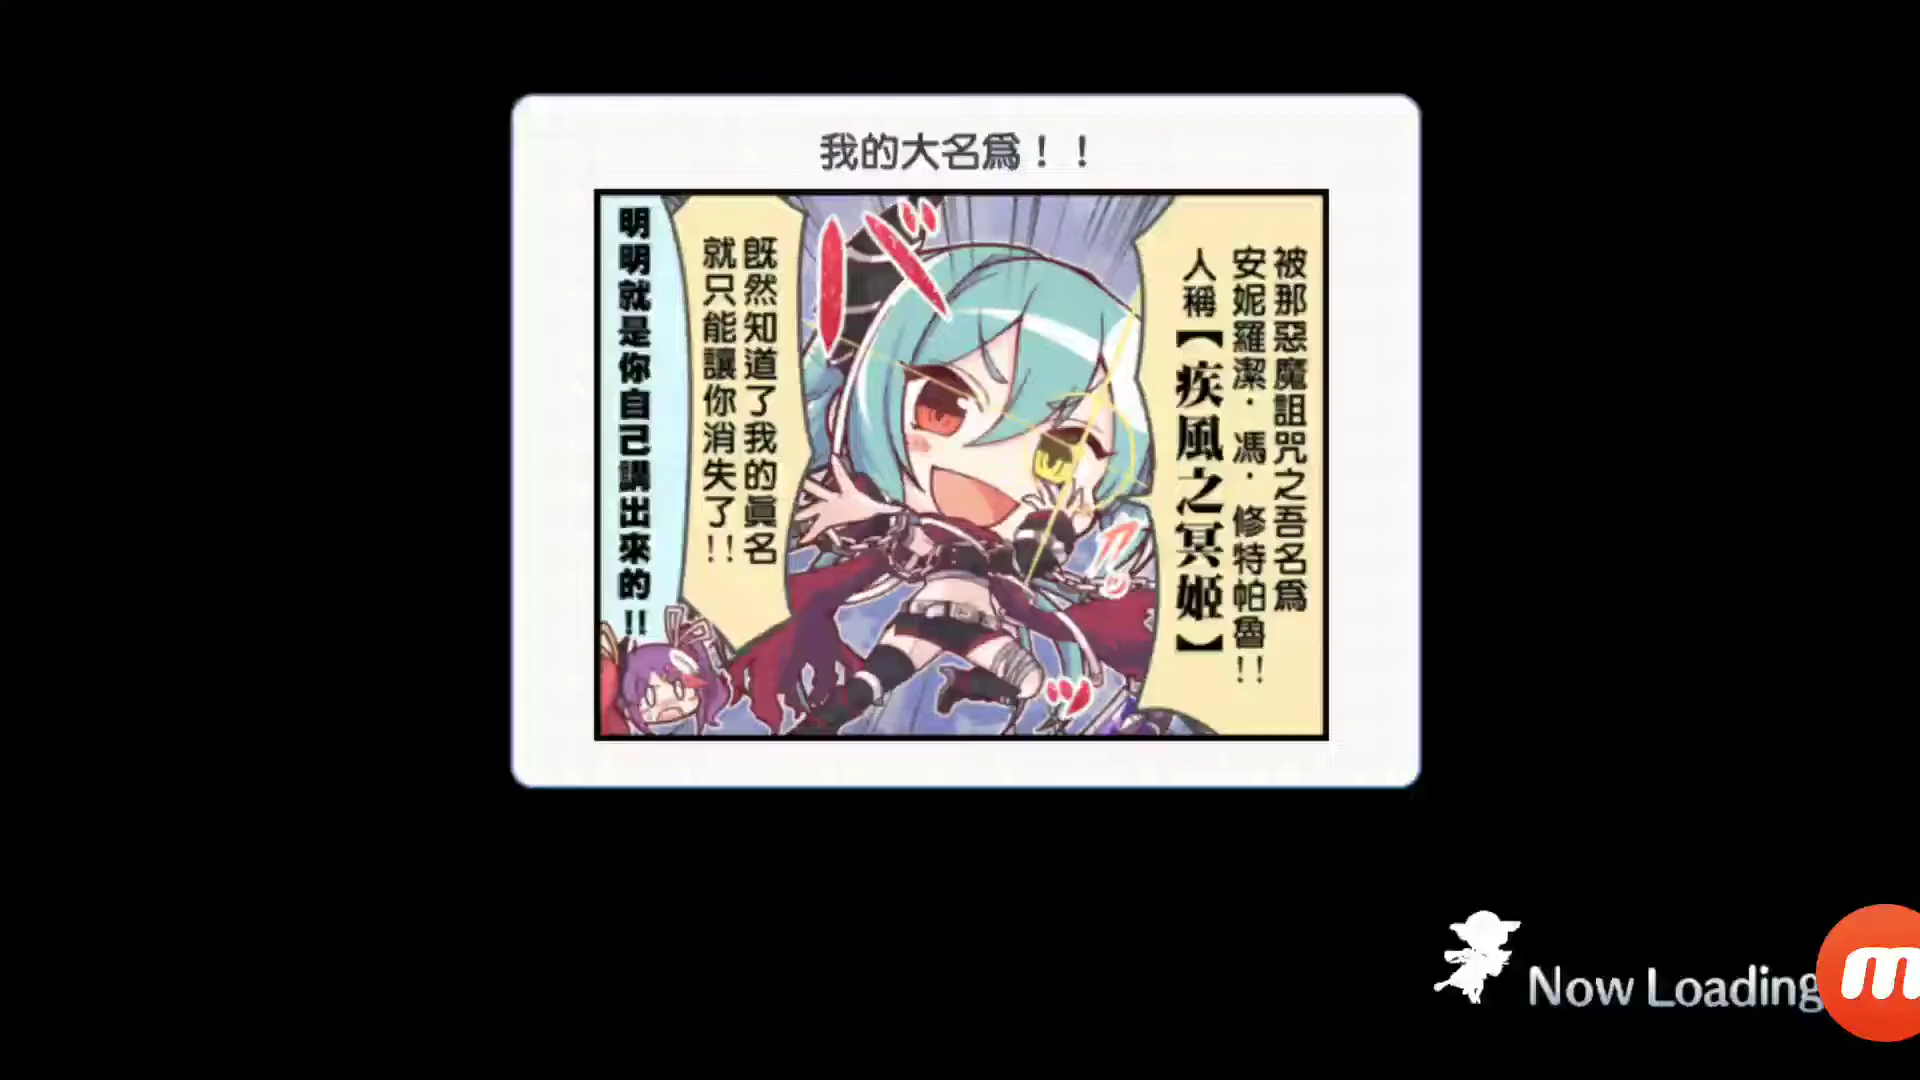 我的大名爲！！
被那惡魔詛咒之吾名爲
安妮羅潔．馮．修特帕魯!!
人稱【疾風之冥姬】
既然知道了我的眞名
就只能讓你消失了!!
明明就是你自己講出來的!!
バッ
Now Loading
m